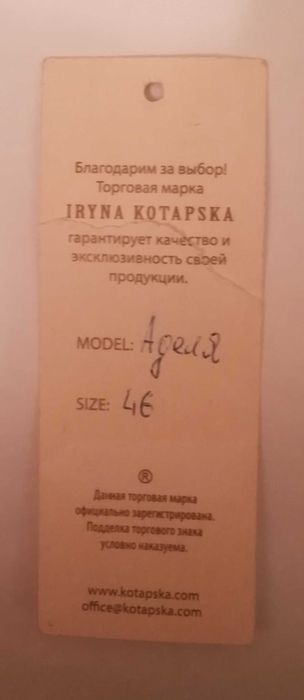 Благодарим за выбор!
Торговая марка
IRYNA KOTAPSKA
гарантирует качество и
эксклюзивность своей
продукции.
MODEL: Аделя
SIZE: 46
®
Данная торговая марка
официально зарегистрирована.
Подделка торгового знака
условно наказуема.
www.kotapska.com
office@kotapska.com